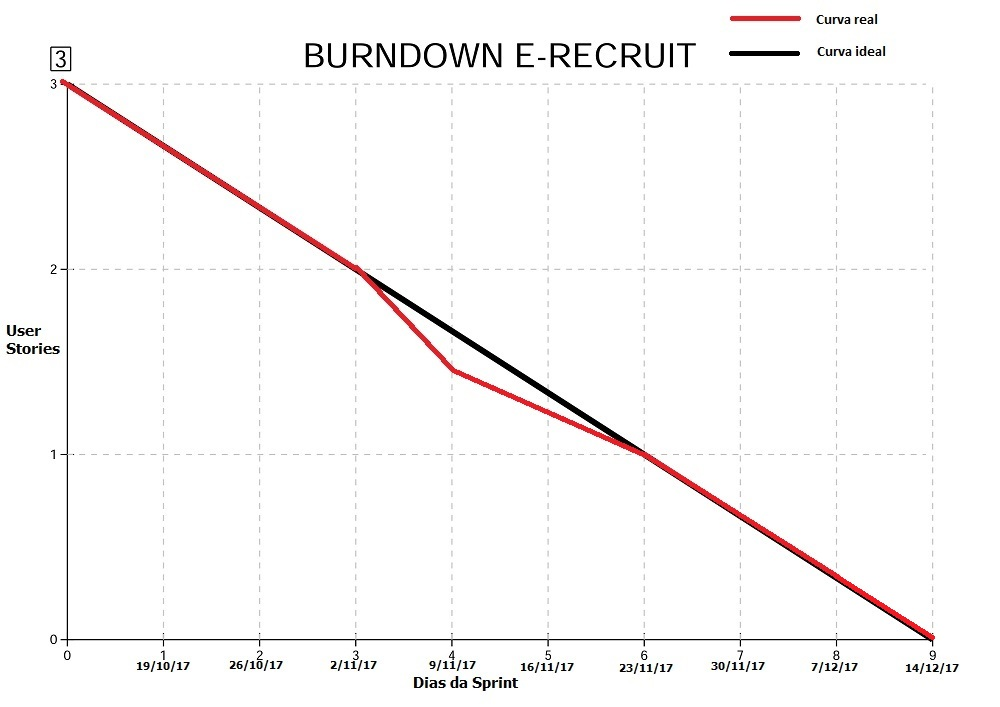 Curva real
Curva ideal
3
BURNDOWN E-RECRUIT
3
2
1
0
User
Stories
0 1 2 3 4 5 6 7 8 9
19/10/17 26/10/17 2/11/17 9/11/17 16/11/17 23/11/17 30/11/17 7/12/17 14/12/17
Dias da Sprint